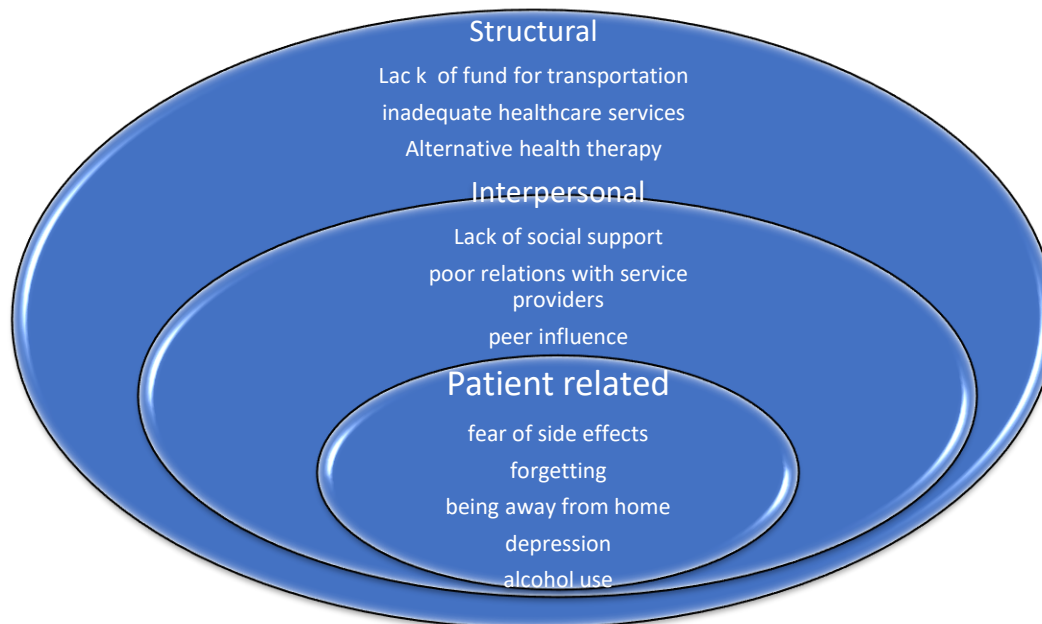 Structural
Lac k  of fund for transportation
inadequate healthcare services
Alternative health therapy
Interpersonal
Lack of social support
poor relations with service
providers
peer influence
Patient related
fear of side effects
forgetting
being away from home
depression
alcohol use